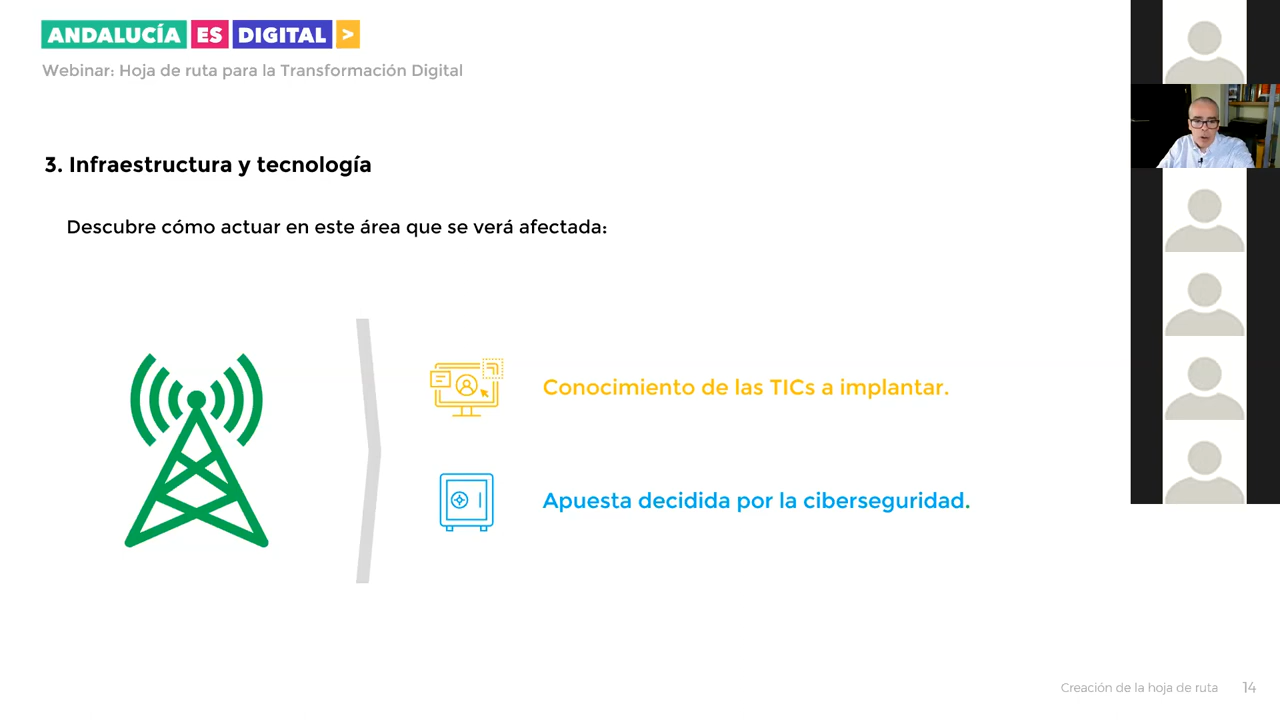 ANDALUCÍA ES DIGITAL >
Webinar: Hoja de ruta para la Transformación Digital
3. Infraestructura y tecnología
Descubre cómo actuar en este área que se verá afectada:
Conocimiento de las TICs a implantar.
Apuesta decidida por la ciberseguridad.
Creación de la hoja de ruta 14